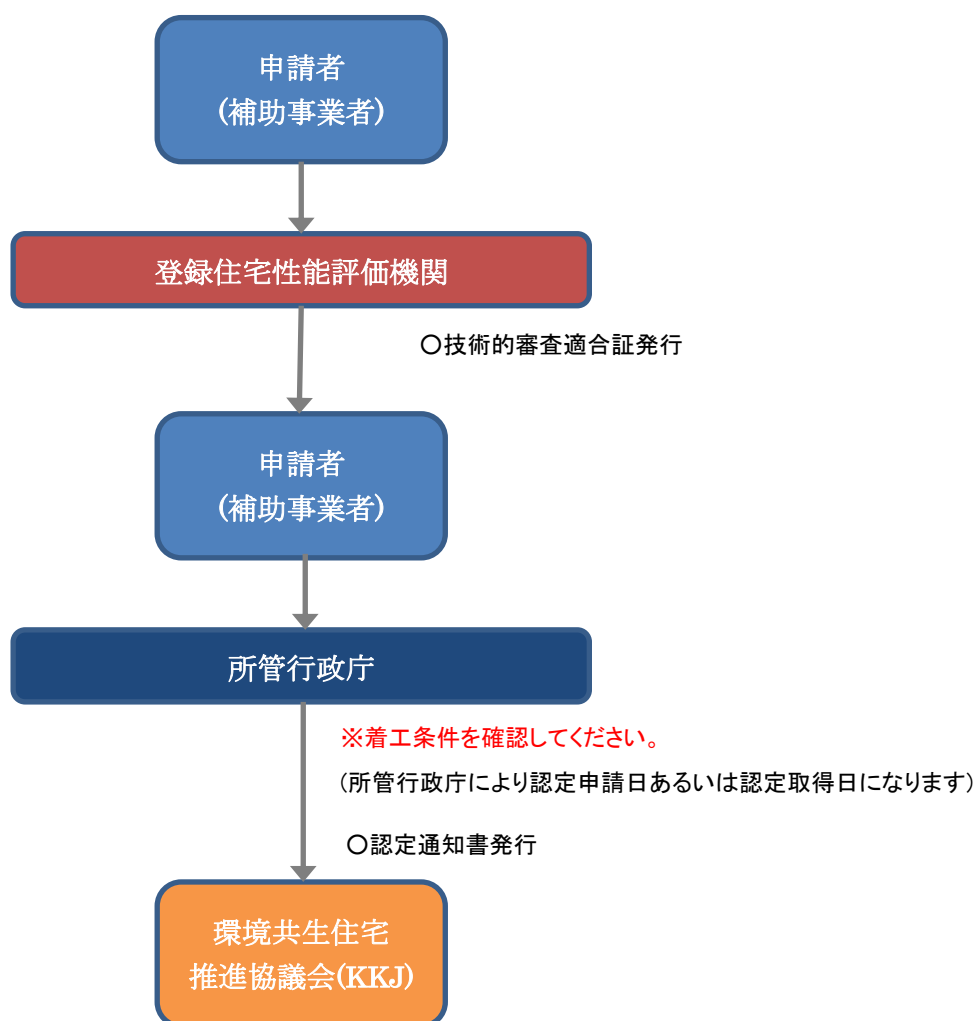 申請者
(補助事業者)
登録住宅性能評価機関
〇技術的審査適合証発行
申請者
(補助事業者)
所管行政庁
※着工条件を確認してください。
(所管行政庁により認定申請日あるいは認定取得日になります)
〇認定通知書発行
環境共生住宅
推進協議会(KKJ)